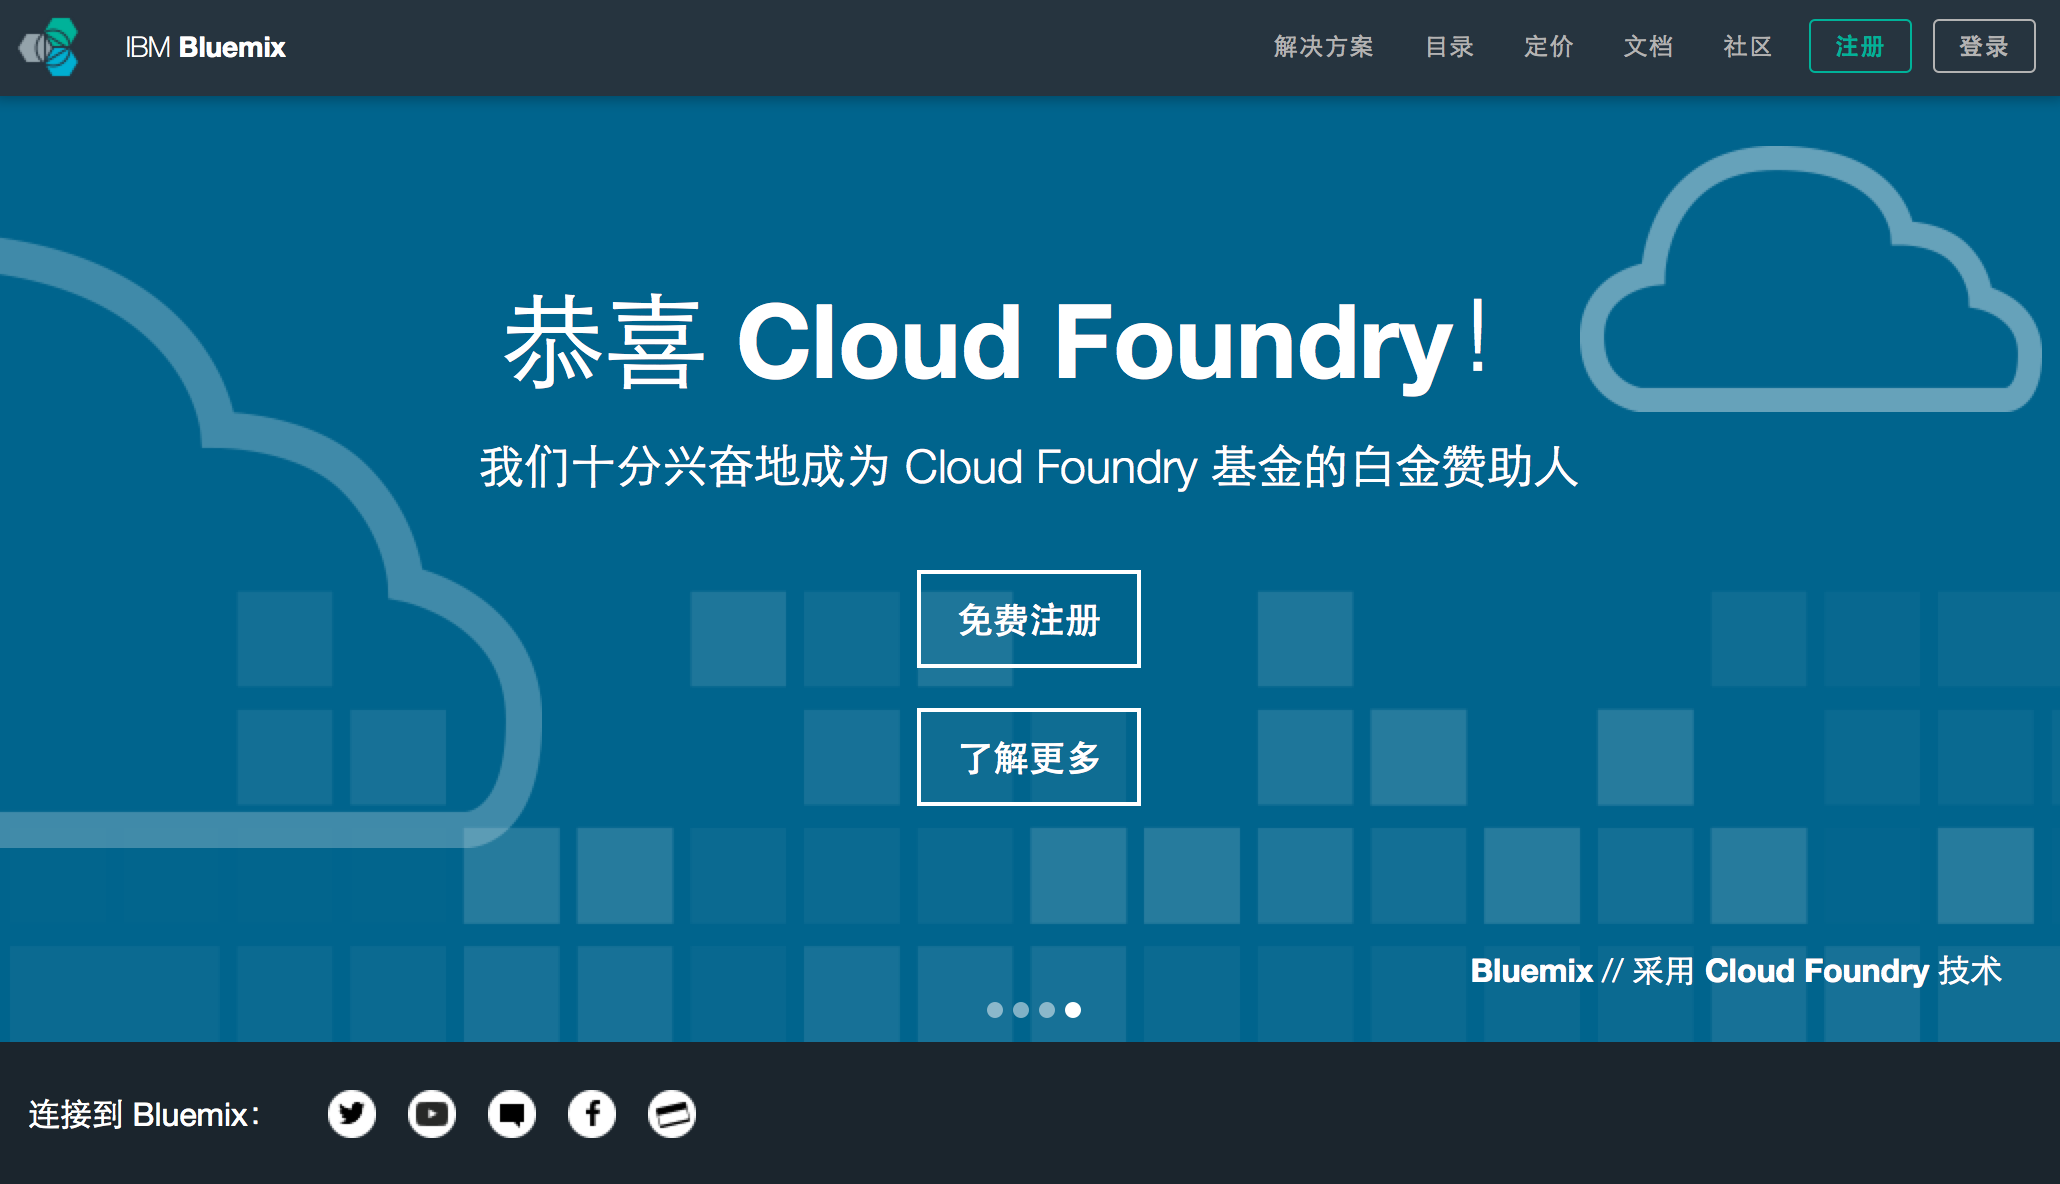 IBM Bluemix
解决方案 目录 定价 文档 社区 注册 登录
恭喜 Cloud Foundry!
我们十分兴奋地成为 Cloud Foundry 基金的白金赞助人
免费注册
了解更多
Bluemix // 采用 Cloud Foundry 技术
连接到 Bluemix: